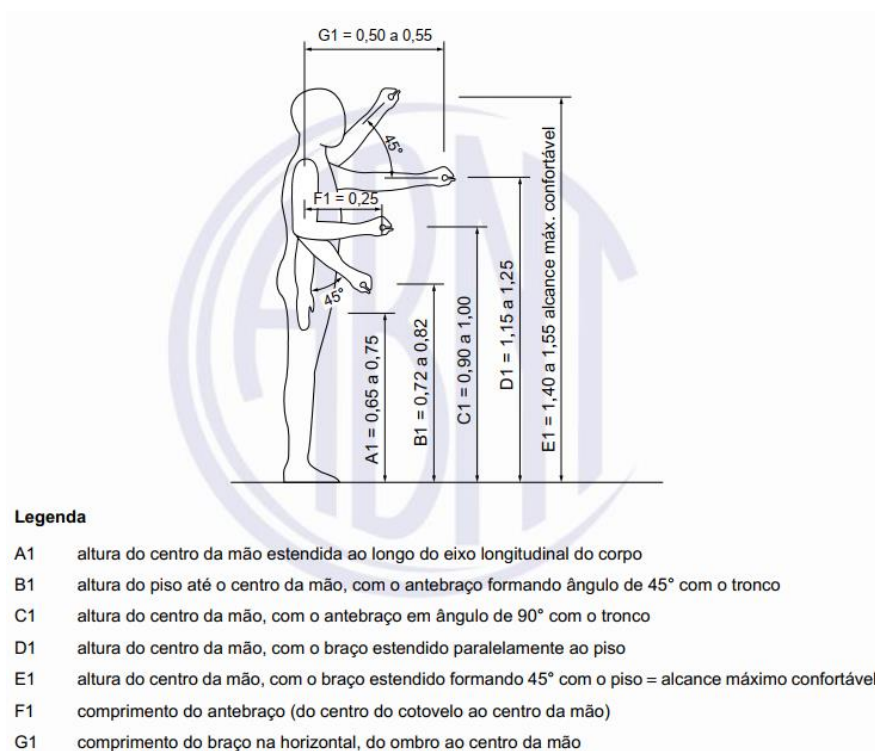 G1 = 0,50 a 0,55
45°
F1 = 0,25
45°
A1 = 0,65 a 0,75
B1 = 0,72 a 0,82
C1 = 0,90 a 1,00
D1 = 1,15 a 1,25
E1 = 1,40 a 1,55 alcance máx. confortável
ABNT
Legenda
A1 altura do centro da mão estendida ao longo do eixo longitudinal do corpo
B1 altura do piso até o centro da mão, com o antebraço formando ângulo de 45° com o tronco
C1 altura do centro da mão, com o antebraço em ângulo de 90° com o tronco
D1 altura do centro da mão, com o braço estendido paralelamente ao piso
E1 altura do centro da mão, com o braço estendido formando 45° com o piso = alcance máximo confortável
F1 comprimento do antebraço (do centro do cotovelo ao centro da mão)
G1 comprimento do braço na horizontal, do ombro ao centro da mão